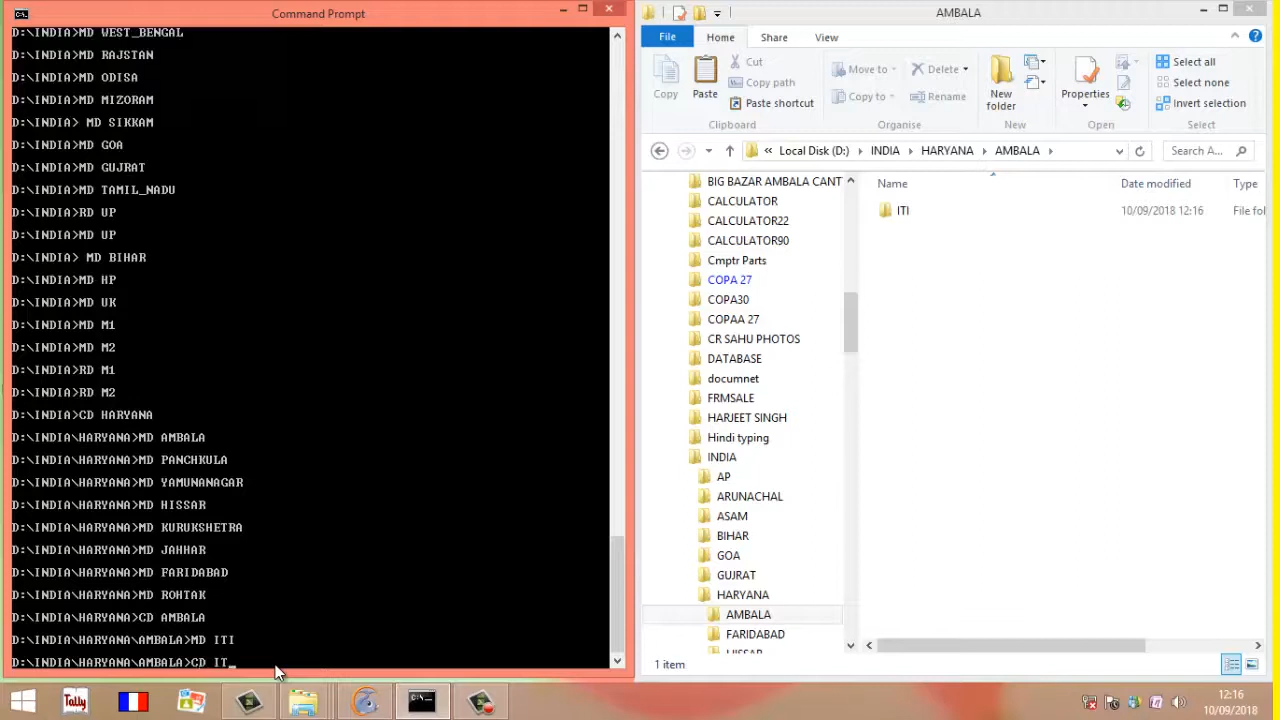 Command Prompt
D:\INDIA>MD WEST_BENGAL
D:\INDIA>MD RAJSTAN
D:\INDIA>MD ODISA
D:\INDIA>MD MIZORAM
D:\INDIA> MD SIKKAM
D:\INDIA>MD GOA
D:\INDIA>MD GUJRAT
D:\INDIA>MD TAMIL_NADU
D:\INDIA>RD UP
D:\INDIA>MD UP
D:\INDIA> MD BIHAR
D:\INDIA>MD HP
D:\INDIA>MD UK
D:\INDIA>MD M1
D:\INDIA>MD M2
D:\INDIA>RD M1
D:\INDIA>RD M2
D:\INDIA>CD HARYANA
D:\INDIA\HARYANA>MD AMBALA
D:\INDIA\HARYANA>MD PANCHKULA
D:\INDIA\HARYANA>MD YAMUNANAGAR
D:\INDIA\HARYANA>MD HISSAR
D:\INDIA\HARYANA>MD KURUKSHETRA
D:\INDIA\HARYANA>MD JAHHAR
D:\INDIA\HARYANA>MD FARIDABAD
D:\INDIA\HARYANA>MD ROHTAK
D:\INDIA\HARYANA>CD AMBALA
D:\INDIA\HARYANA\AMBALA>MD ITI
D:\INDIA\HARYANA\AMBALA>CD IT_
AMBALA
File Home Share View
Copy
Paste
Cut
Copy path
Paste shortcut
Clipboard
Move to
Copy to
Delete
Rename
Organise
New folder
New
Properties
Open
Select all
Select none
Invert selection
Select
« Local Disk (D:) INDIA HARYANA AMBALA
Search A...
BIG BAZAR AMBALA CANT
CALCULATOR
CALCULATOR22
CALCULATOR90
Cmptr Parts
COPA 27
COPA30
COPAA 27
CR SAHU PHOTOS
DATABASE
documnet
FRMSALE
HARJEET SINGH
Hindi typing
INDIA
AP
ARUNACHAL
ASAM
BIHAR
GOA
GUJRAT
HARYANA
AMBALA
FARIDABAD
HISSAR
Name Date modified Type
ITI 10/09/2018 12:16 File fo
1 item
Tally
12:16
10/09/2018